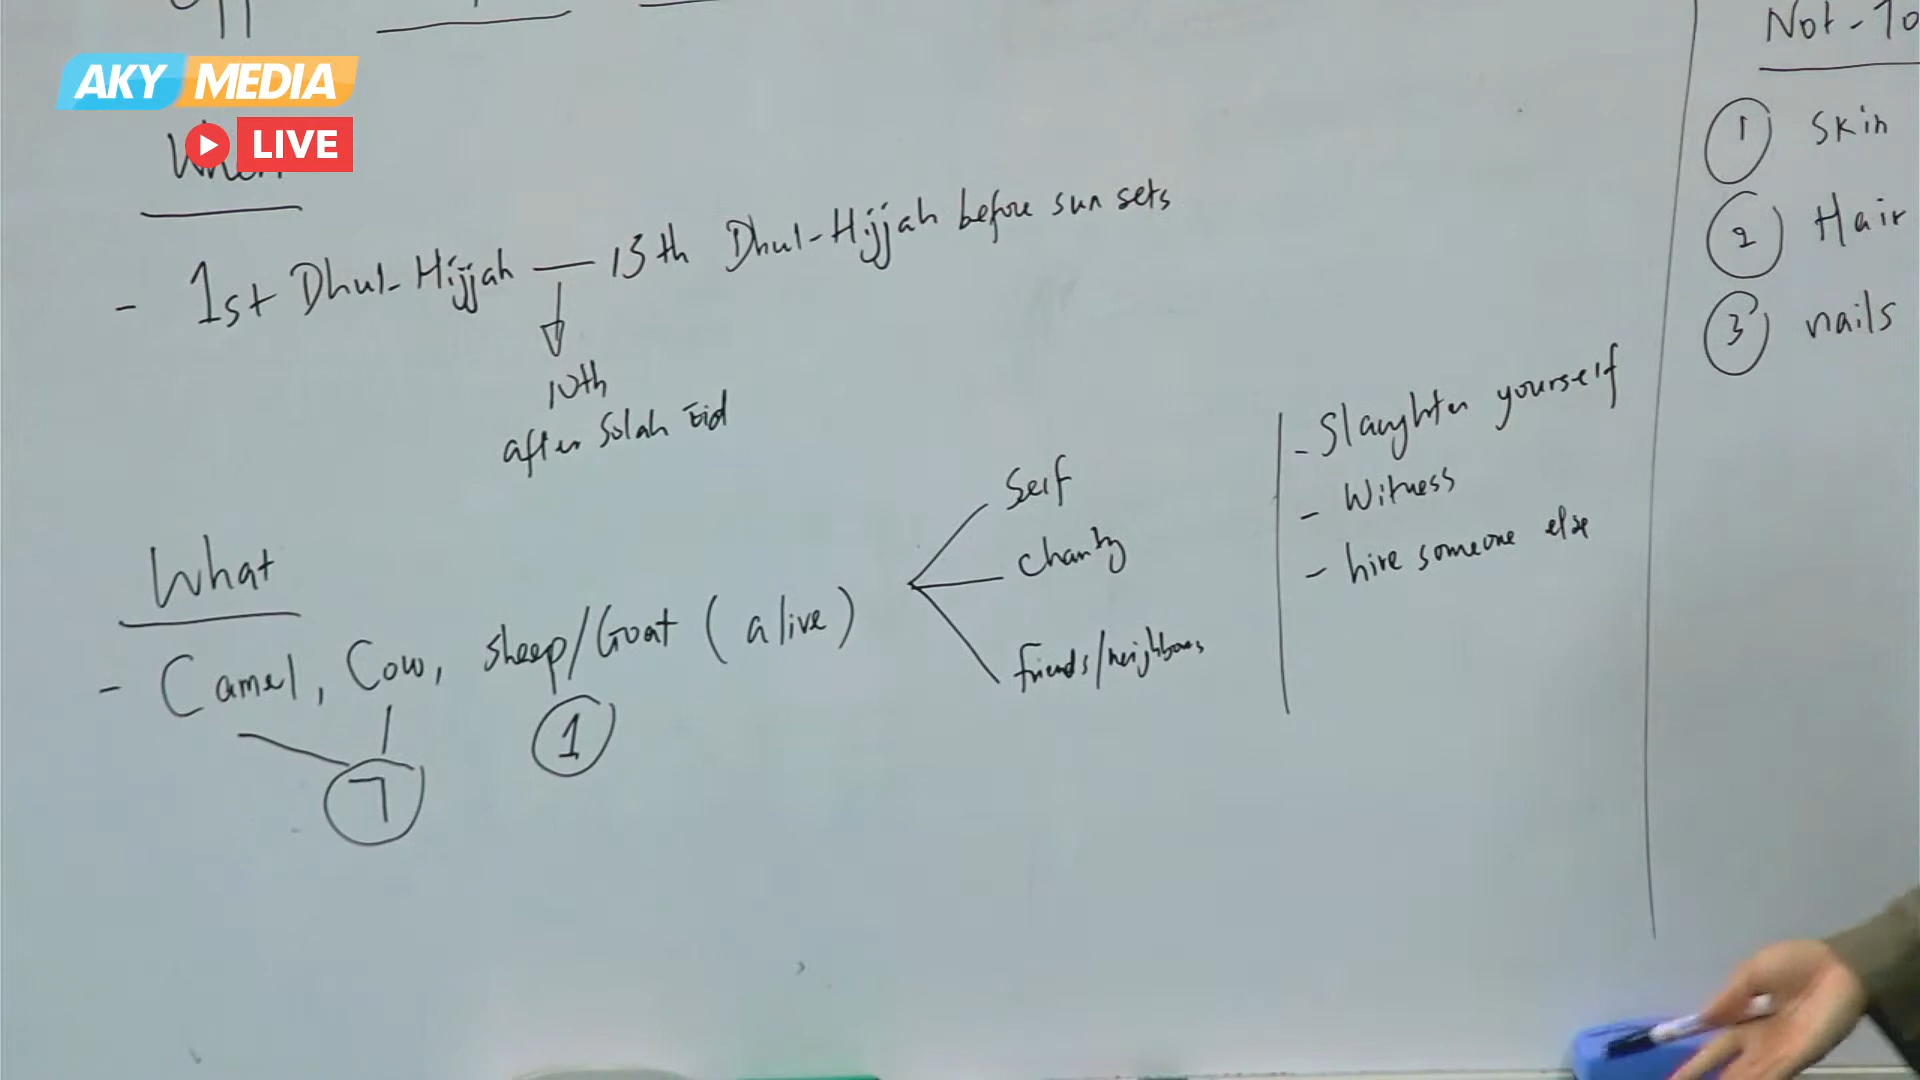 AKY MEDIA
LIVE
When
- 1st Dhul-Hijjah — 13th Dhul-Hijjah before sun sets
10th
after Solah Eid
What
- Camel, Cow, sheep/Goat (alive)
7
1
Self
Charity
friends/neighbours
- Slaughter yourself
- Witness
- hire someone else
Not-To
1 Skin
2 Hair
3 nails